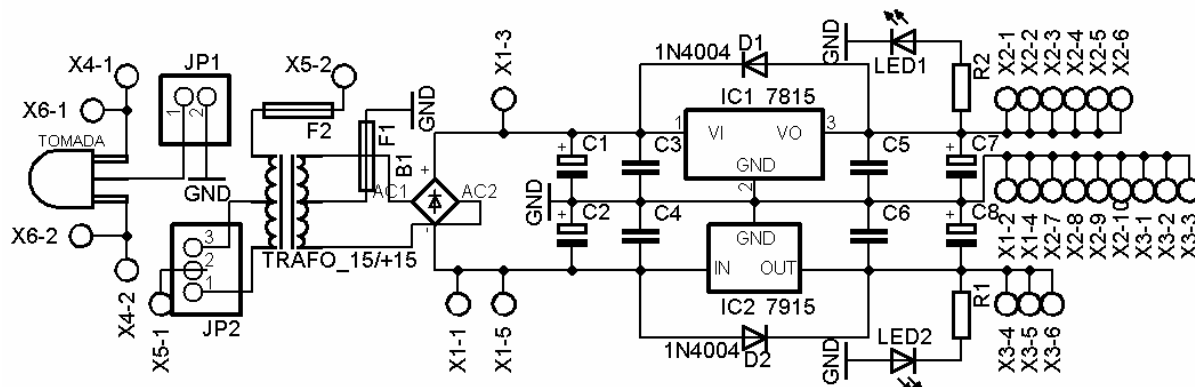 X4-1
X6-1
TOMADA
X6-2
X4-2
JP1
1
2
GND
3
2
1
JP2
X5-1
X5-2
F2
F1
GND
TRAFO_15/+15
B1
AC1
AC2
+
-
X1-3
X1-1
X1-5
GND
+
C1
+
C2
C3
C4
1N4004
D1
IC1 7815
1
VI
VO
3
GND
2
GND
IN
OUT
IC2 7915
1N4004
D2
C5
C6
GND
LED1
R2
+
C7
+
C8
R1
GND
LED2
X2-1
X2-2
X2-3
X2-4
X2-5
X2-6
X1-2
X1-4
X2-7
X2-8
X2-9
X2-10
X3-1
X3-2
X3-3
X3-4
X3-5
X3-6